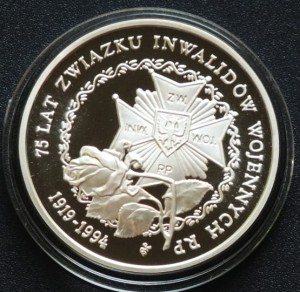 75 LAT ZWIĄZKU INWALIDÓW WOJENNYCH RP
1919-1994
ZW.
INW. WOJ.
RP